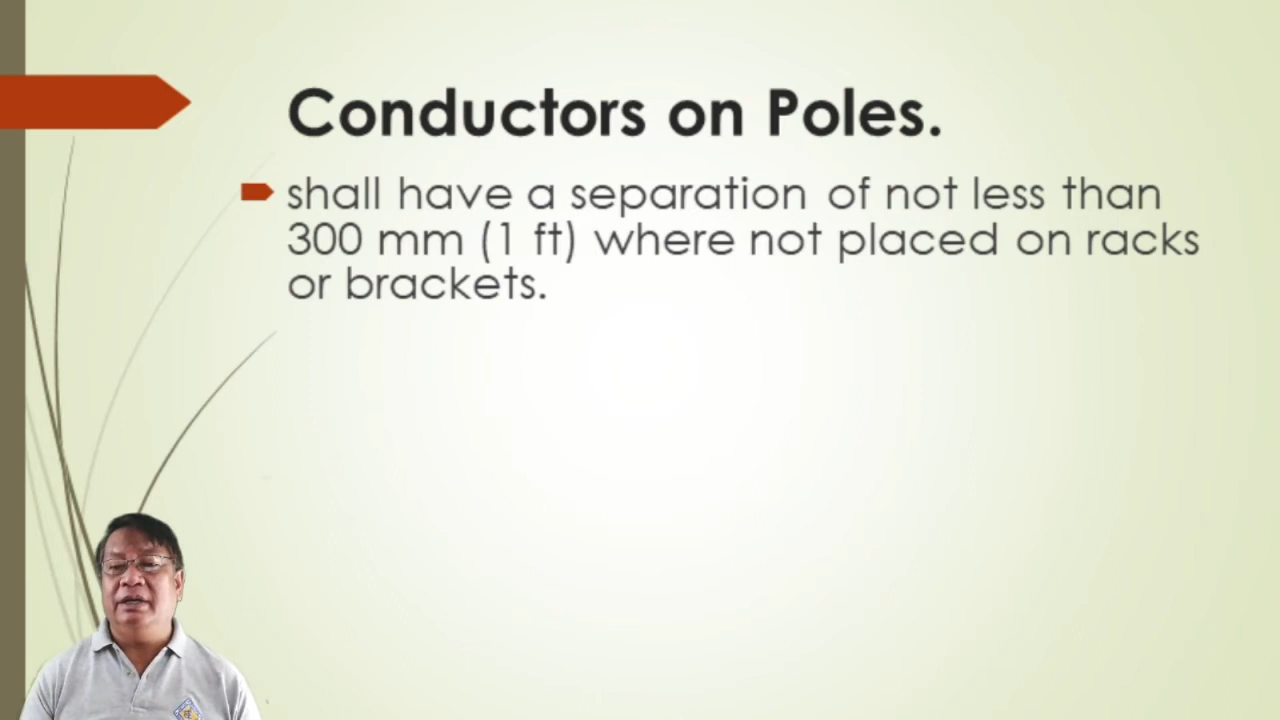 Conductors on Poles.
shall have a separation of not less than
300 mm (1 ft) where not placed on racks
or brackets.